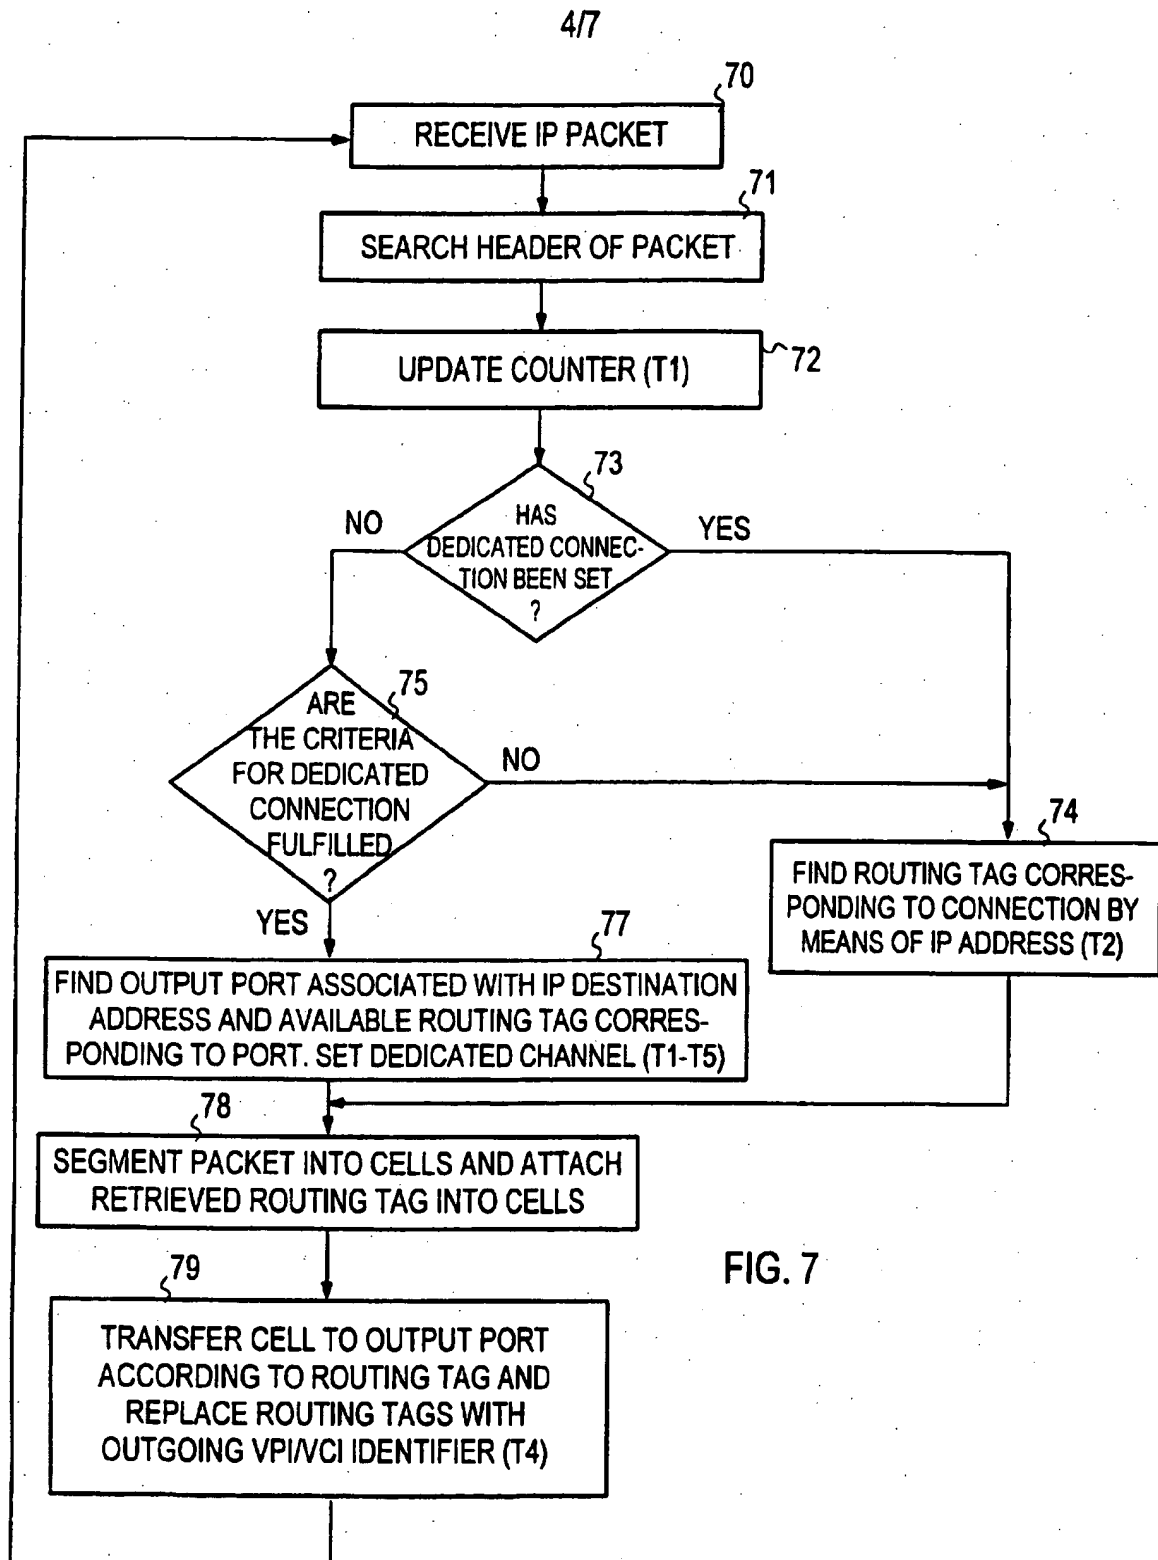 4/7
70
RECEIVE IP PACKET
71
SEARCH HEADER OF PACKET
72
UPDATE COUNTER (T1)
73
HAS
DEDICATED CONNEC-
TION BEEN SET
?
NO
YES
75
ARE
THE CRITERIA
FOR DEDICATED
CONNECTION
FULFILLED
?
NO
YES
74
FIND ROUTING TAG CORRES-
PONDING TO CONNECTION BY
MEANS OF IP ADDRESS (T2)
77
FIND OUTPUT PORT ASSOCIATED WITH IP DESTINATION
ADDRESS AND AVAILABLE ROUTING TAG CORRES-
PONDING TO PORT. SET DEDICATED CHANNEL (T1-T5)
78
SEGMENT PACKET INTO CELLS AND ATTACH
RETRIEVED ROUTING TAG INTO CELLS
79
TRANSFER CELL TO OUTPUT PORT
ACCORDING TO ROUTING TAG AND
REPLACE ROUTING TAGS WITH
OUTGOING VPI/VCI IDENTIFIER (T4)
FIG. 7